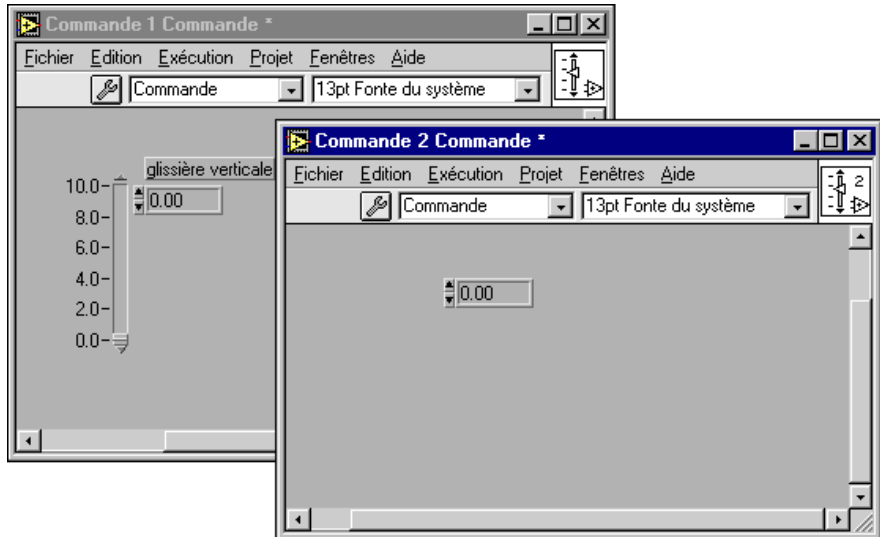 Commande 1 Commande *
Fichier Edition Exécution Projet Fenêtres Aide
Commande 13pt Fonte du système
glissière verticale
10.0
0.00
8.0
6.0
4.0
2.0
0.0
Commande 2 Commande *
Fichier Edition Exécution Projet Fenêtres Aide
2
Commande 13pt Fonte du système
0.00